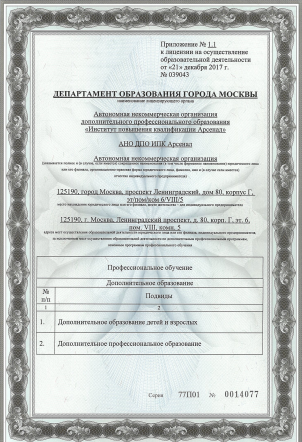 Приложение № 1.1
к лицензии на осуществление
образовательной деятельности
от «21» декабря 2017 г.
№ 039043
ДЕПАРТАМЕНТ ОБРАЗОВАНИЯ ГОРОДА МОСКВЫ
наименование лицензирующего органа
Автономная некоммерческая организация
дополнительного профессионального образования
«Институт повышения квалификации Арсенал»
АНО ДПО ИПК Арсенал
Автономная некоммерческая организация
125190, город Москва, проспект Ленинградский, дом 80, корпус Г,
эт/пом/ком 6/VIII/5
125190, г. Москва, Ленинградский проспект, д. 80, корп. Г, эт. 6,
пом. VIII, комн. 5
Профессиональное обучение
Дополнительное образование
№ п/п
Подвиды
1
2
1. Дополнительное образование детей и взрослых
2. Дополнительное профессиональное образование
Серия 77П01 № 0014077